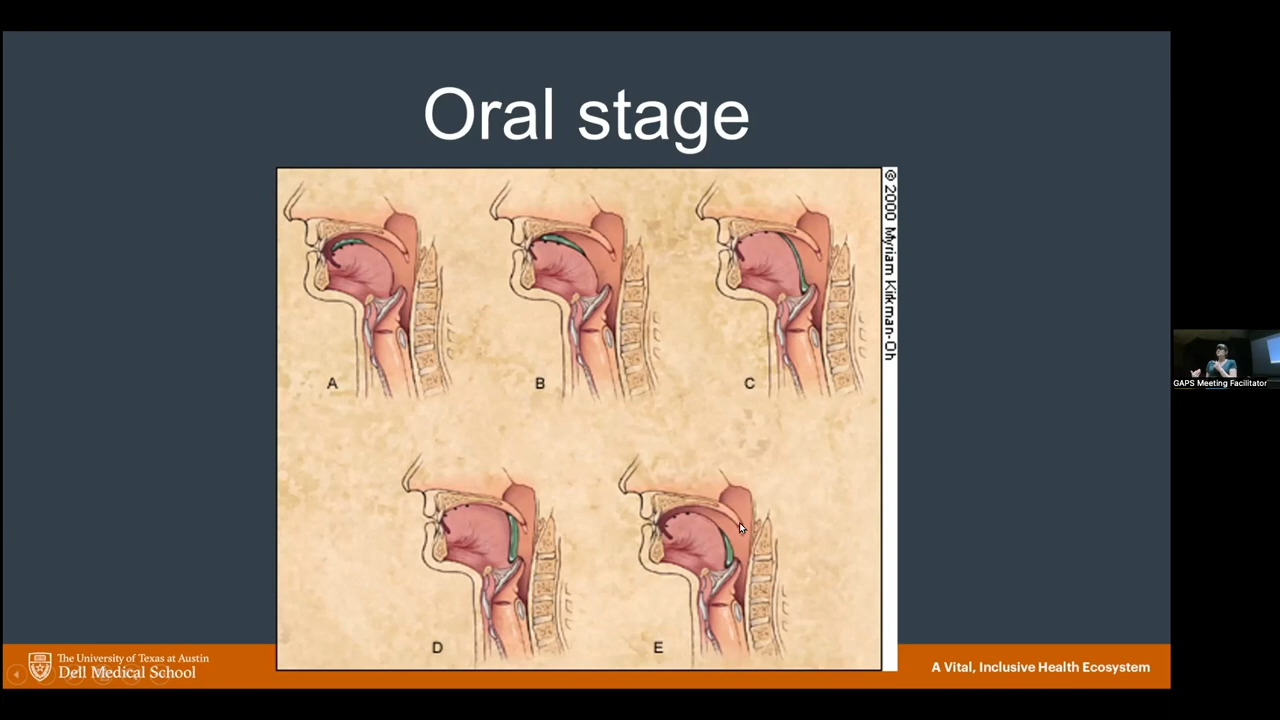 Oral stage
© 2000 Myriam Kirkman-Oh
A
B
C
D
E
The University of Texas at Austin
Dell Medical School
A Vital, Inclusive Health Ecosystem
GAPS Meeting Facilitator